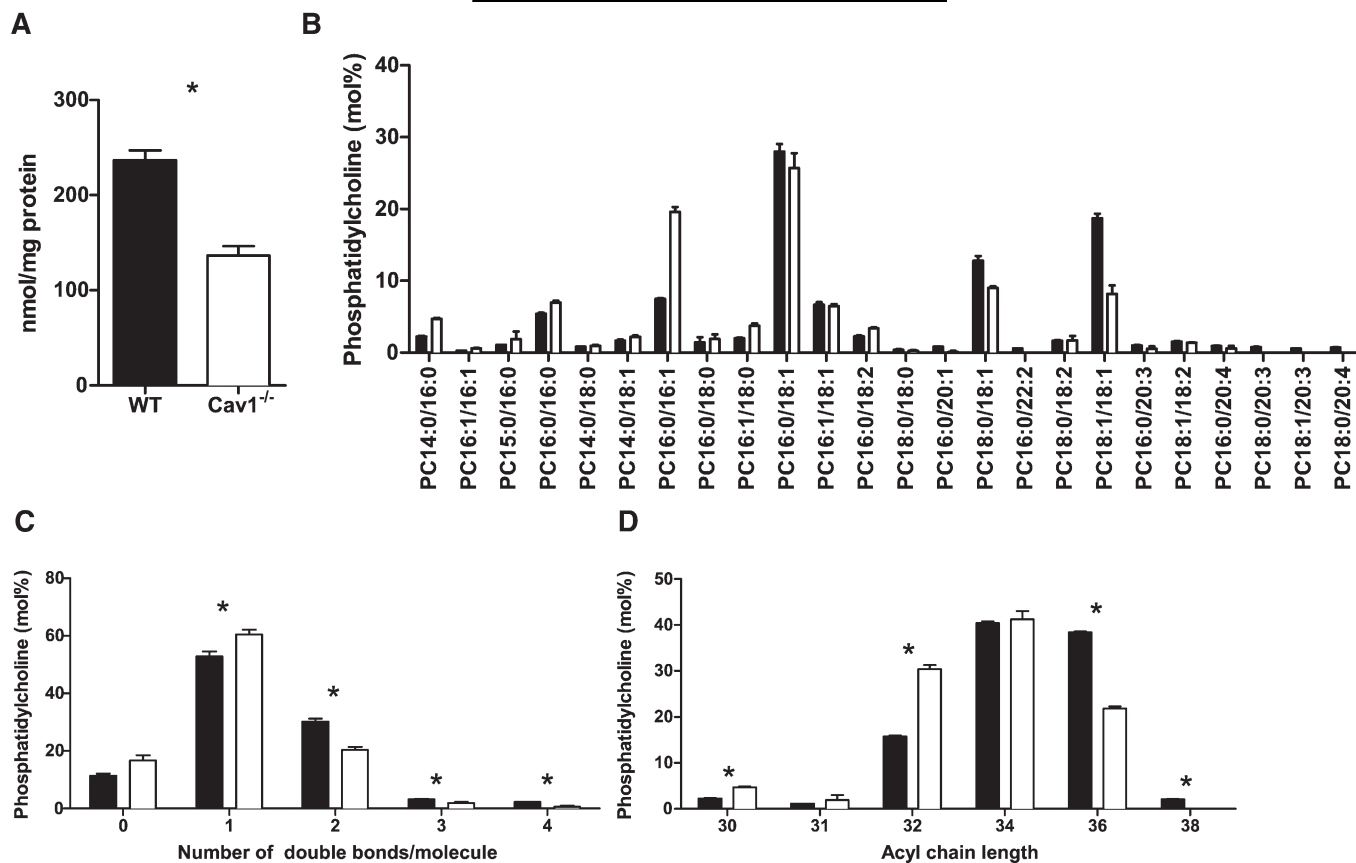 A
B
nmol/mg protein
300
200
100
0
*
WT
Cav1-/-
Phosphatidylcholine (mol%)
40
30
20
10
0
PC14:0/16:0
PC16:1/16:1
PC15:0/16:0
PC16:0/16:0
PC14:0/18:0
PC14:0/18:1
PC16:0/16:1
PC16:0/18:0
PC16:1/18:0
PC16:0/18:1
PC16:1/18:1
PC16:0/18:2
PC18:0/18:0
PC16:0/20:1
PC18:0/18:1
PC16:0/22:2
PC18:0/18:2
PC18:1/18:1
PC16:0/20:3
PC18:1/18:2
PC16:0/20:4
PC18:0/20:3
PC18:1/20:3
PC18:0/20:4
C
D
Phosphatidylcholine (mol%)
80
60
40
20
0
*
*
*
*
0 1 2 3 4
Number of double bonds/molecule
Phosphatidylcholine (mol%)
50
40
30
20
10
0
*
*
*
*
30 31 32 34 36 38
Acyl chain length